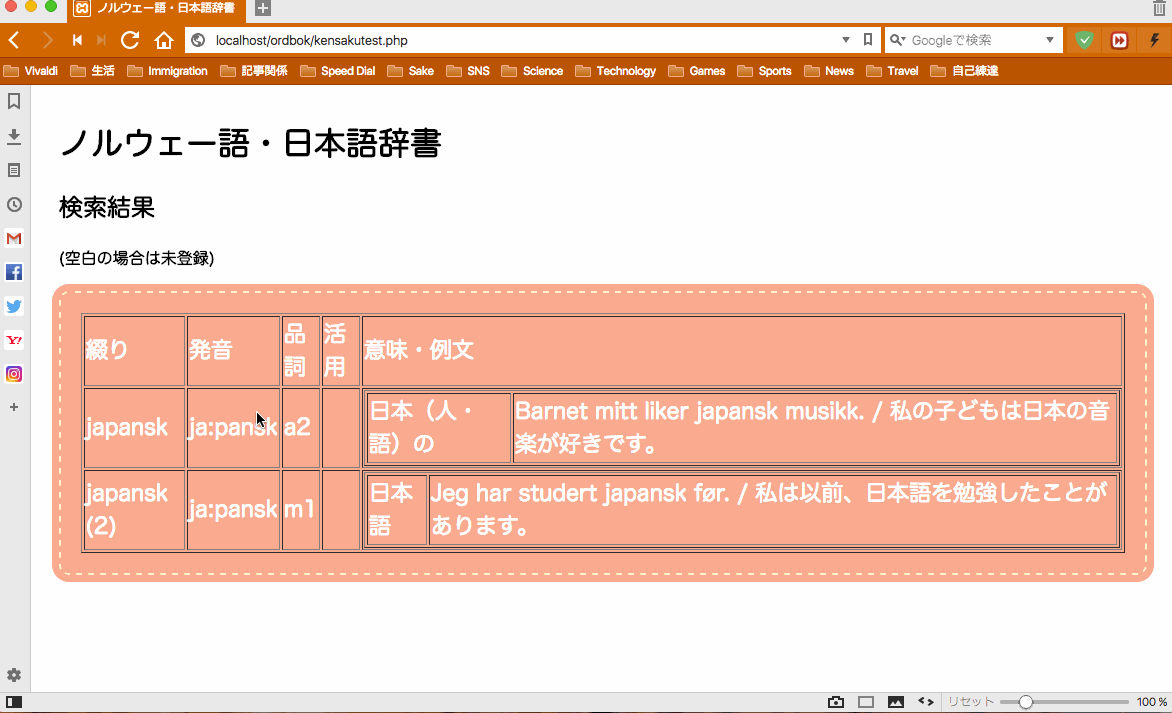 ノルウェー語・日本語辞書
localhost/ordbok/kensakutest.php
Googleで検索
Vivaldi 生活 Immigration 記事関係 Speed Dial Sake SNS Science Technology Games Sports News Travel 自己練達
ノルウェー語・日本語辞書
検索結果
(空白の場合は未登録)
綴り 発音 品詞 活用 意味・例文
japansk ja:pansk a2 日本（人・語）の Barnet mitt liker japansk musikk. / 私の子どもは日本の音
楽が好きです。
japansk (2) ja:pansk m1 日本語 Jeg har studert japansk før. / 私は以前、日本語を勉強したことが
あります。
リセット 100 %